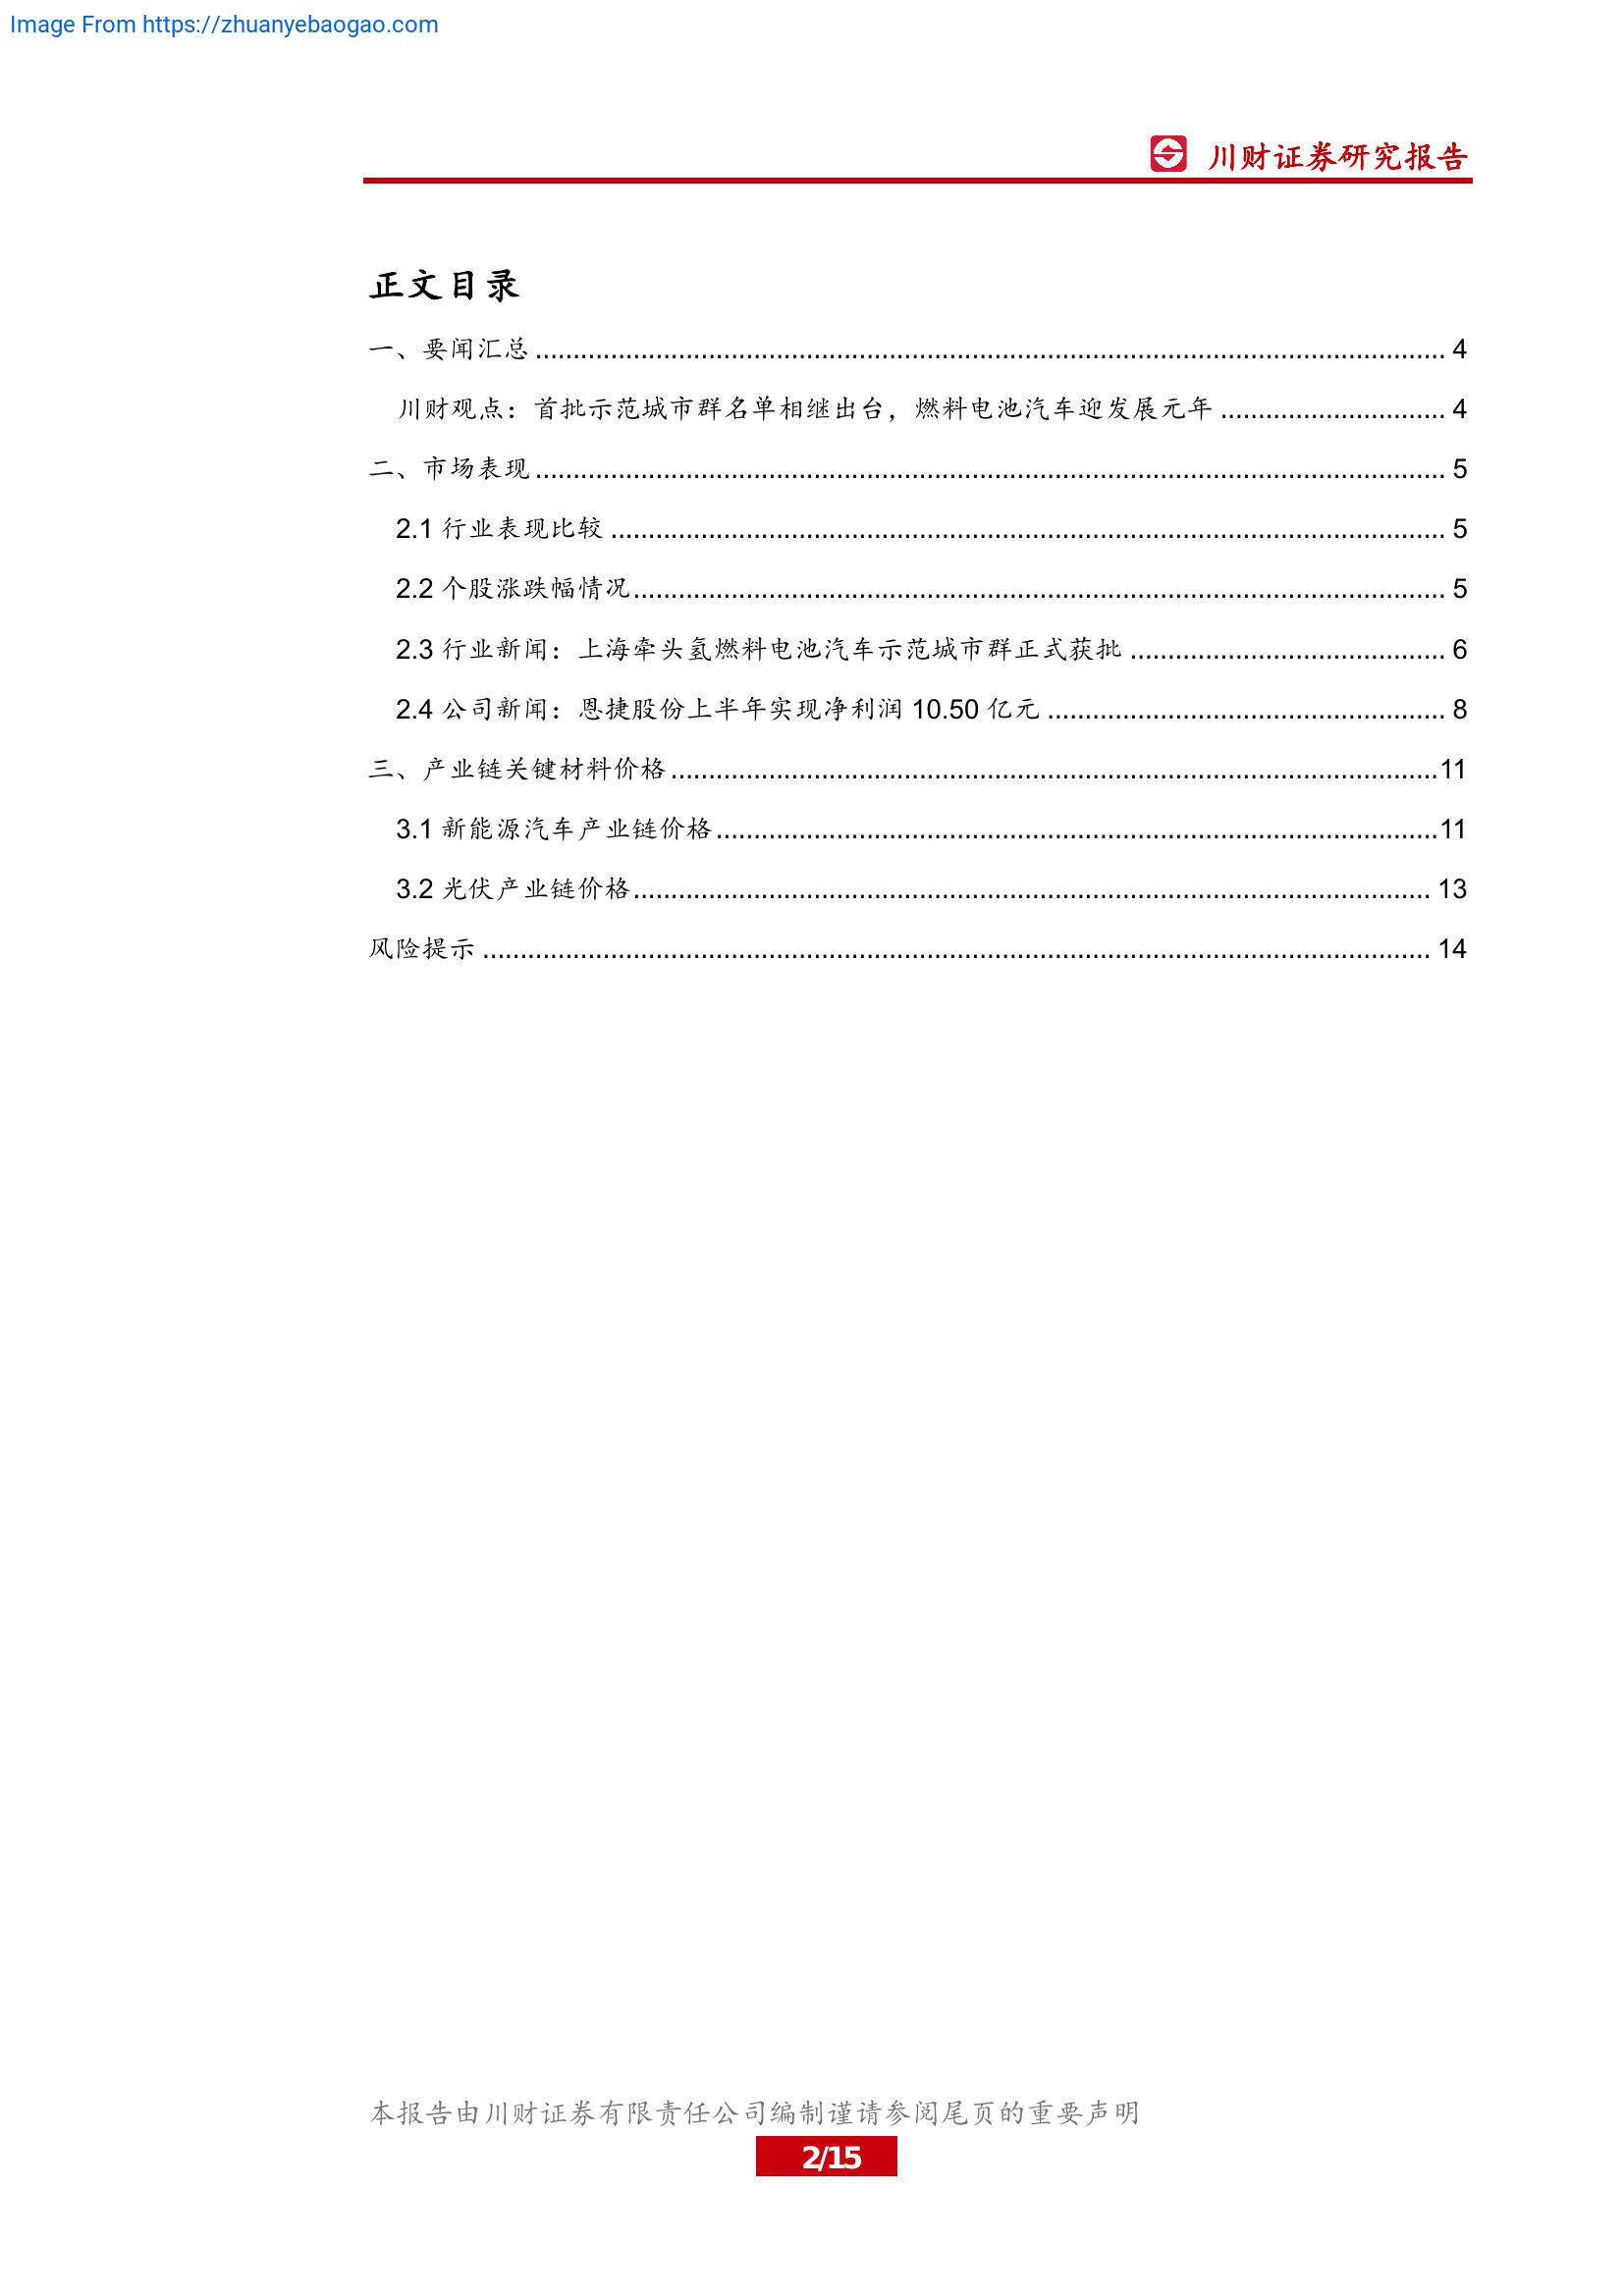 Image From https://zhuanyebaogao.com
川财证券研究报告
正文目录
一、要闻汇总 ........................................................................................................................ 4
川财观点：首批示范城市群名单相继出台，燃料电池汽车迎发展元年 .............................. 4
二、市场表现 ........................................................................................................................ 5
2.1 行业表现比较 ............................................................................................................... 5
2.2 个股涨跌幅情况............................................................................................................ 5
2.3 行业新闻：上海牵头氢燃料电池汽车示范城市群正式获批 .......................................... 6
2.4 公司新闻：恩捷股份上半年实现净利润 10.50 亿元 ..................................................... 8
三、产业链关键材料价格......................................................................................................11
3.1 新能源汽车产业链价格................................................................................................11
3.2 光伏产业链价格.......................................................................................................... 13
风险提示 .............................................................................................................................. 14
本报告由川财证券有限责任公司编制谨请参阅尾页的重要声明
2/15